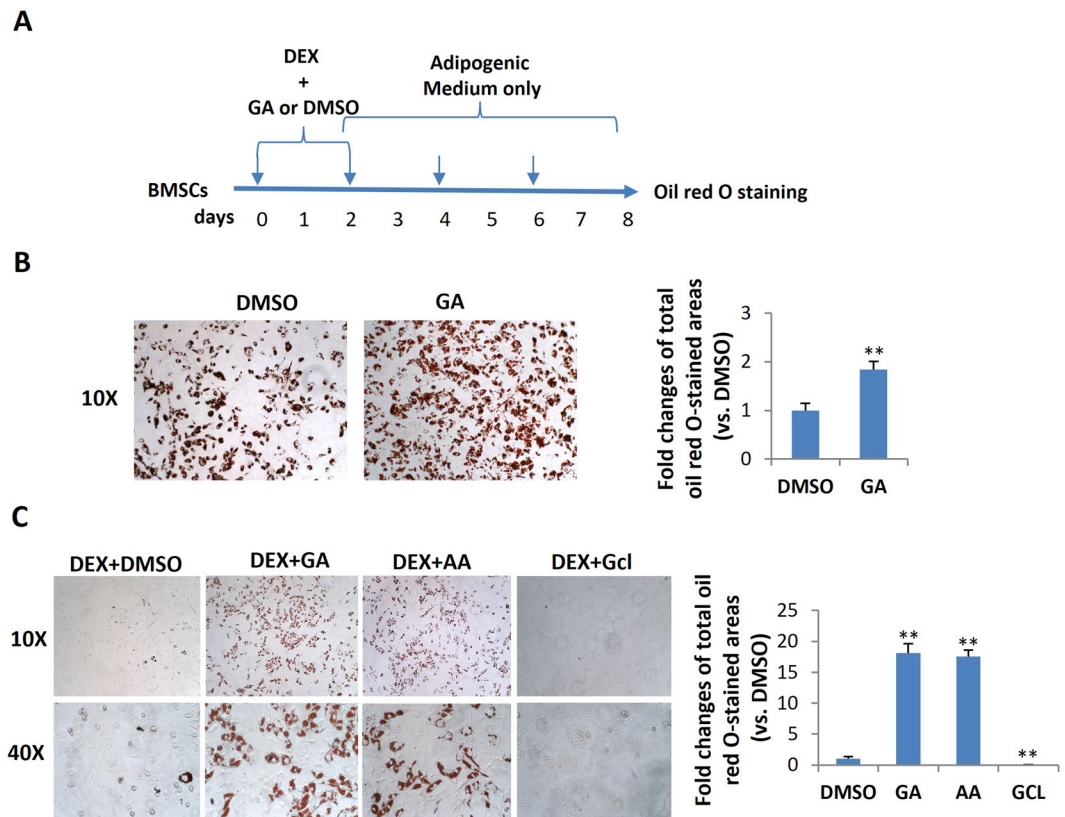 A
DEX
+
GA or DMSO
Adipogenic
Medium only
BMSCs
Oil red O staining
days 0 1 2 3 4 5 6 7 8
B
DMSO GA
10X
Fold changes of total
oil red O-stained areas
(vs. DMSO)
3
2
1
0
**
DMSO GA
C
DEX+DMSO DEX+GA DEX+AA DEX+Gcl
10X
40X
Fold changes of total oil
red O-stained areas
(vs. DMSO)
25
20
15
10
5
0
** ** **
DMSO GA AA GCL